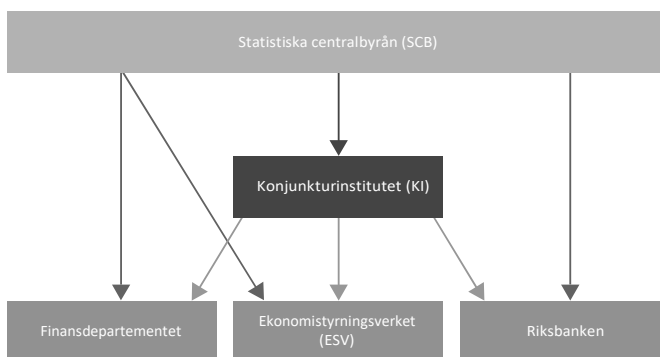 Statistiska centralbyrån (SCB)
Konjunkturinstitutet (KI)
Finansdepartementet
Ekonomistyrningsverket
(ESV)
Riksbanken